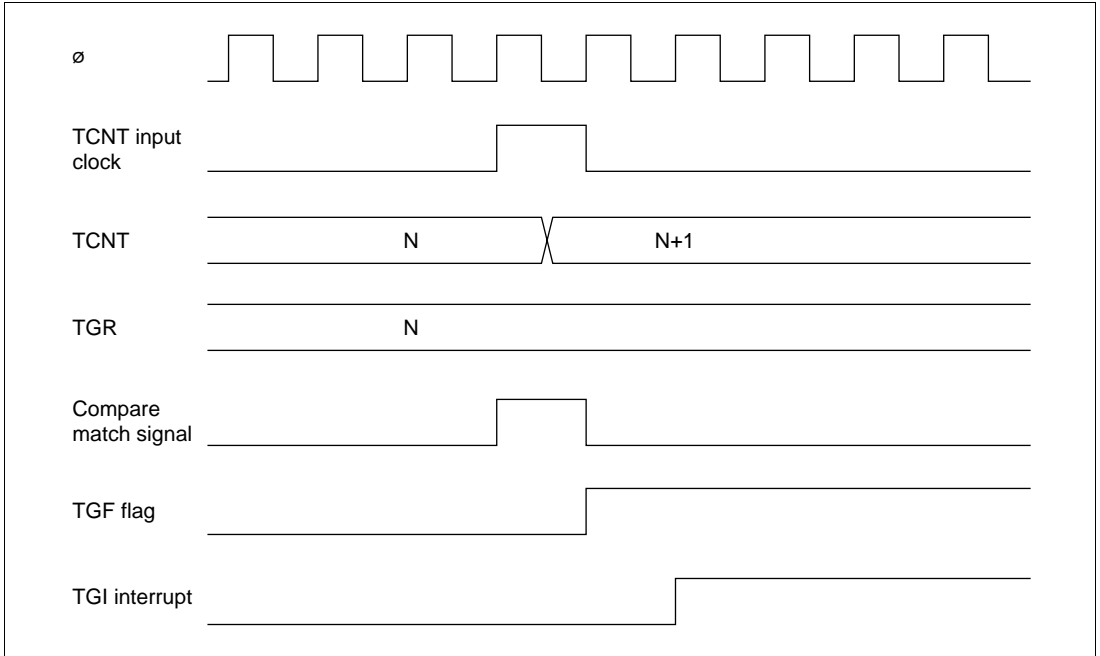 ø
TCNT input
clock
TCNT
N
N+1
TGR
N
Compare
match signal
TGF flag
TGI interrupt